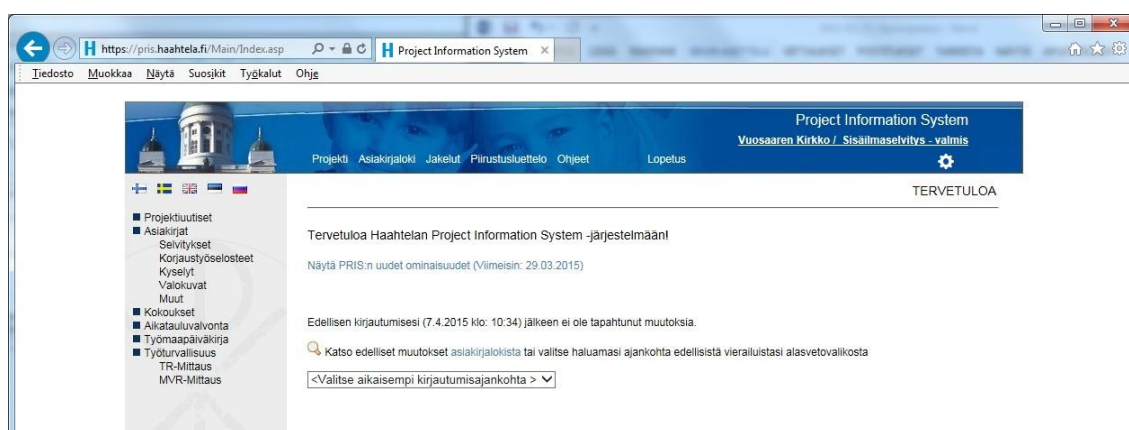 https://pris.haahtela.fi/Main/Index.asp
Project Information System
Tiedosto Muokkaa Näytä Suosikit Työkalut Ohje
Project Information System
Vuosaaren Kirkko / Sisäilmaselvitys - valmis
Projekti Asiakirjaloki Jakelut Piirustusluettelo Ohjeet Lopetus
TERVETULOA
Projektiuutiset
Asiakirjat
Selvitykset
Korjaustyöselosteet
Kyselyt
Valokuvat
Muut
Kokoukset
Aikatauluvalvonta
Työmaapäiväkirja
Työturvallisuus
TR-Mittaus
MVR-Mittaus
Tervetuloa Haahtelan Project Information System -järjestelmään!
Näytä PRIS:n uudet ominaisuudet (Viimeisin: 29.03.2015)
Edellisen kirjautumisesi (7.4.2015 klo: 10:34) jälkeen ei ole tapahtunut muutoksia.
Katso edelliset muutokset asiakirjalokista tai valitse haluamasi ajankohta edellisistä vierailuistasi alasvetovalikosta
<Valitse aikaisempi kirjautumisajankohta >